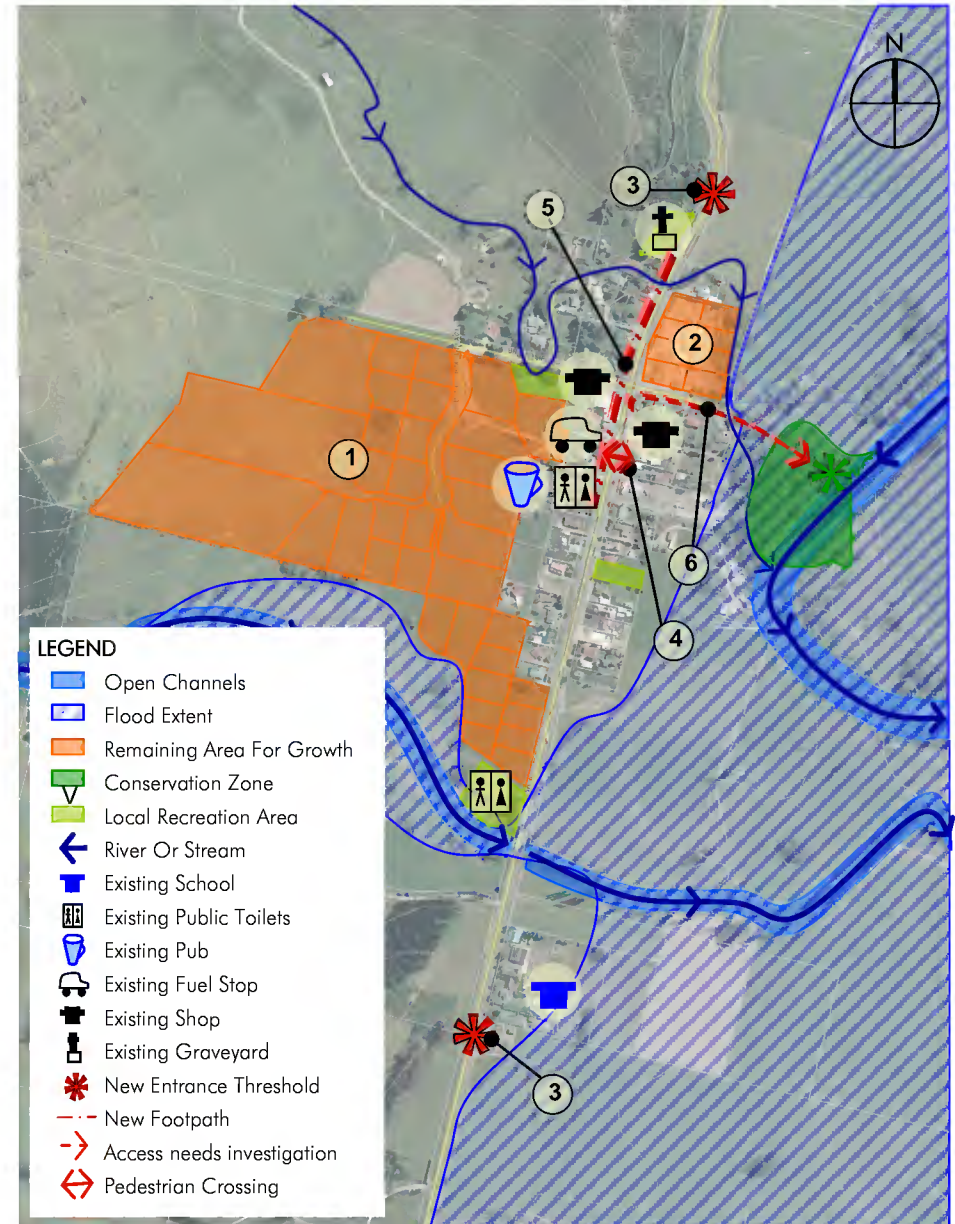 N
3
5
2
1
6
4
LEGEND
Open Channels
Flood Extent
Remaining Area For Growth
Conservation Zone
Local Recreation Area
River Or Stream
Existing School
Existing Public Toilets
Existing Pub
Existing Fuel Stop
Existing Shop
Existing Graveyard
New Entrance Threshold
New Footpath
Access needs investigation
Pedestrian Crossing
3